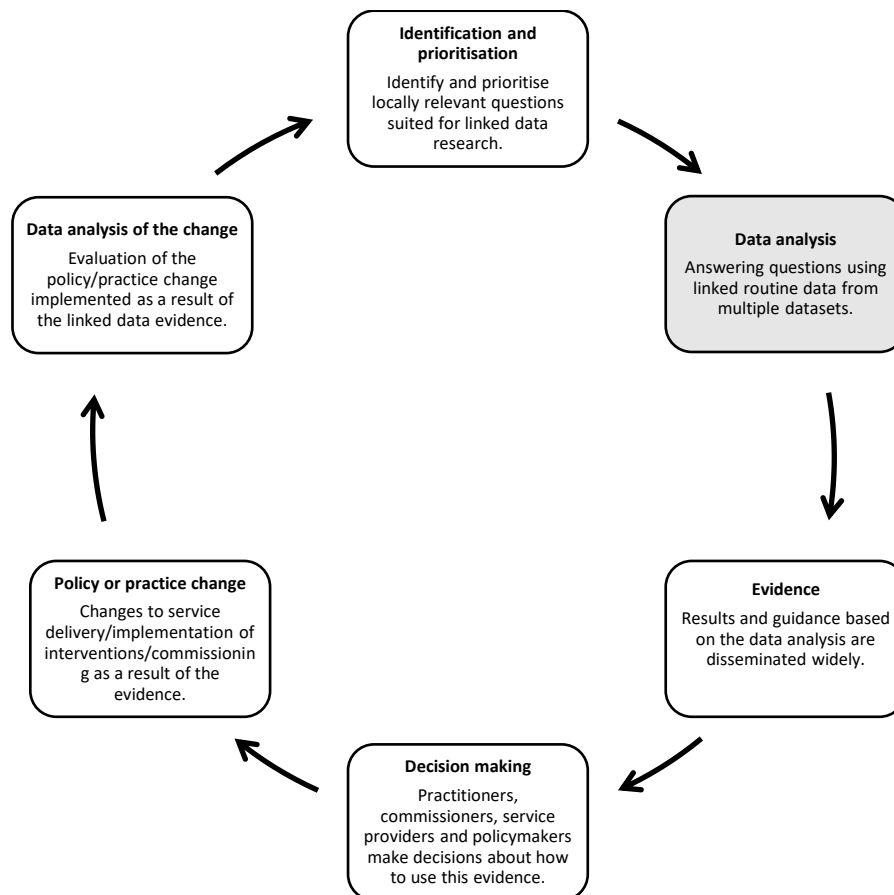 Identification and
prioritisation
Identify and prioritise
locally relevant questions
suited for linked data
research.
Data analysis
Answering questions using
linked routine data from
multiple datasets.
Evidence
Results and guidance based
on the data analysis are
disseminated widely.
Decision making
Practitioners,
commissioners, service
providers and policymakers
make decisions about how
to use this evidence.
Policy or practice change
Changes to service
delivery/implementation of
interventions/commissionin
g as a result of the
evidence.
Data analysis of the change
Evaluation of the
policy/practice change
implemented as a result of
the linked data evidence.